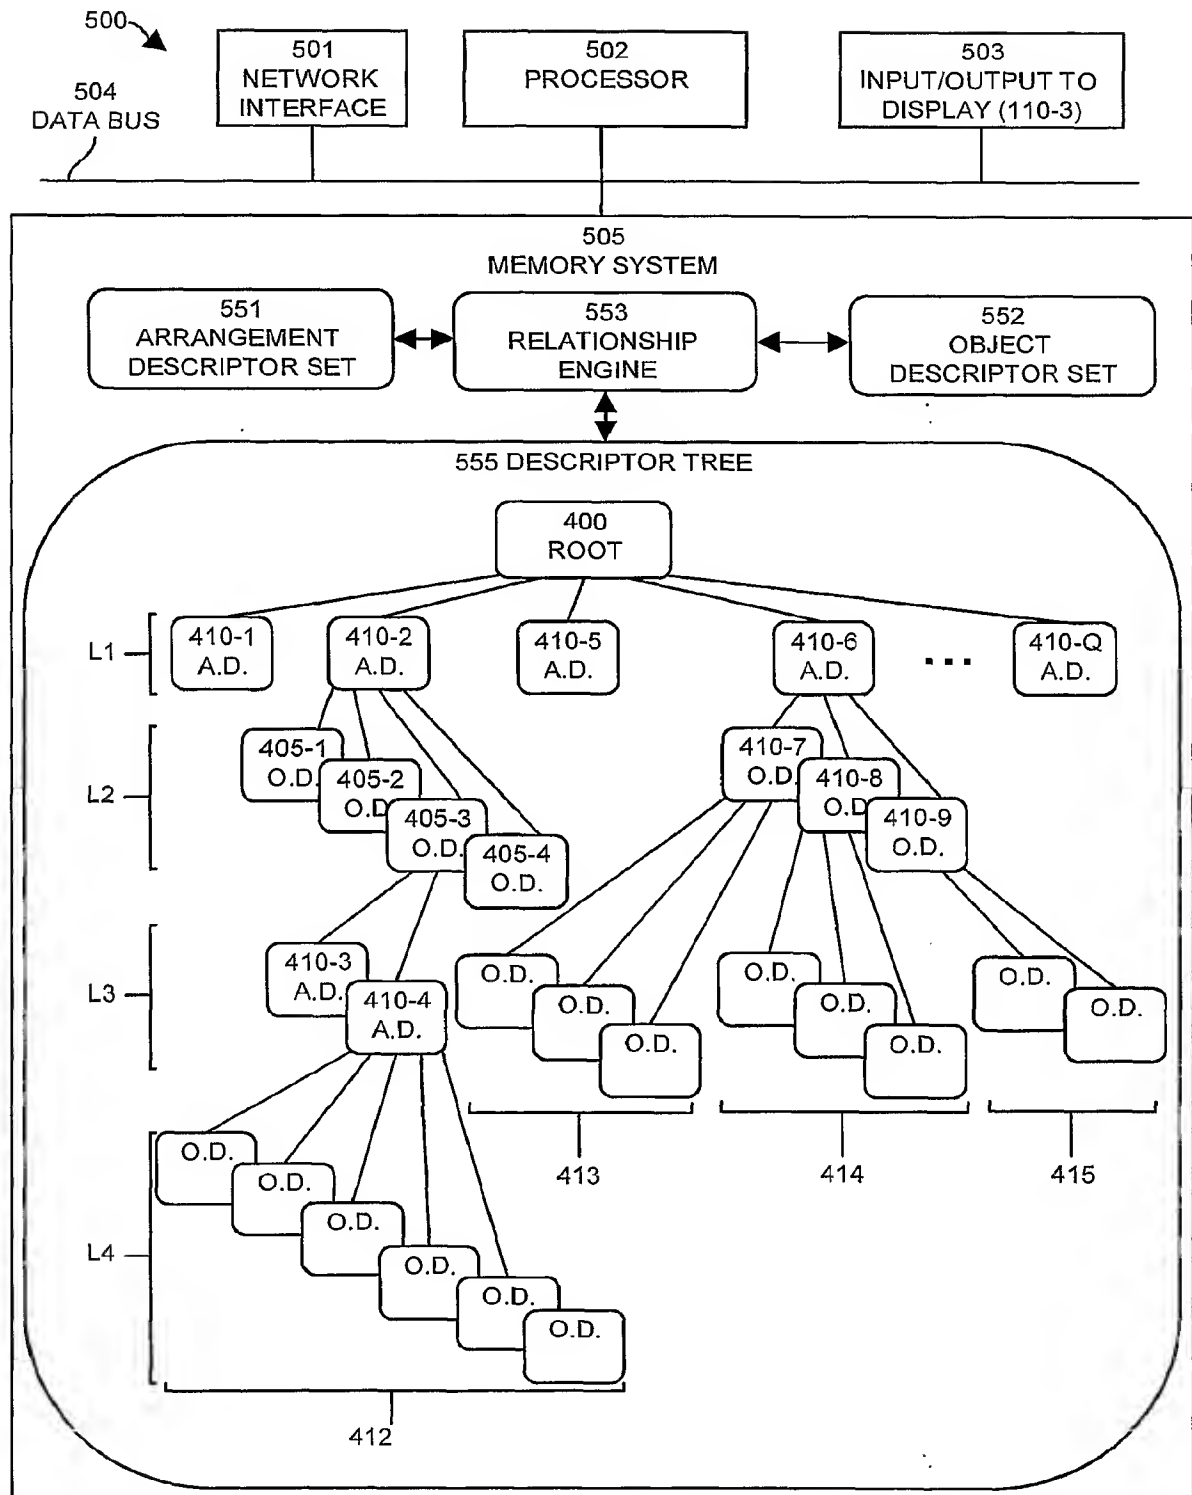 500
501
NETWORK
INTERFACE
502
PROCESSOR
503
INPUT/OUTPUT TO
DISPLAY (110-3)
504
DATA BUS
505
MEMORY SYSTEM
551
ARRANGEMENT
DESCRIPTOR SET
553
RELATIONSHIP
ENGINE
552
OBJECT
DESCRIPTOR SET
555 DESCRIPTOR TREE
400
ROOT
L1
410-1
A.D.
410-2
A.D.
410-5
A.D.
410-6
A.D.
...
410-Q
A.D.
L2
405-1
O.D.
405-2
O.D
405-3
O.D.
405-4
O.D.
410-7
O.D.
410-8
O.D
410-9
O.D.
L3
410-3
A.D.
410-4
A.D.
O.D.
O.D.
O.D.
O.D.
O.D.
O.D.
O.D.
O.D.
413
414
415
L4
O.D.
O.D.
O.D.
O.D.
O.D.
O.D.
412